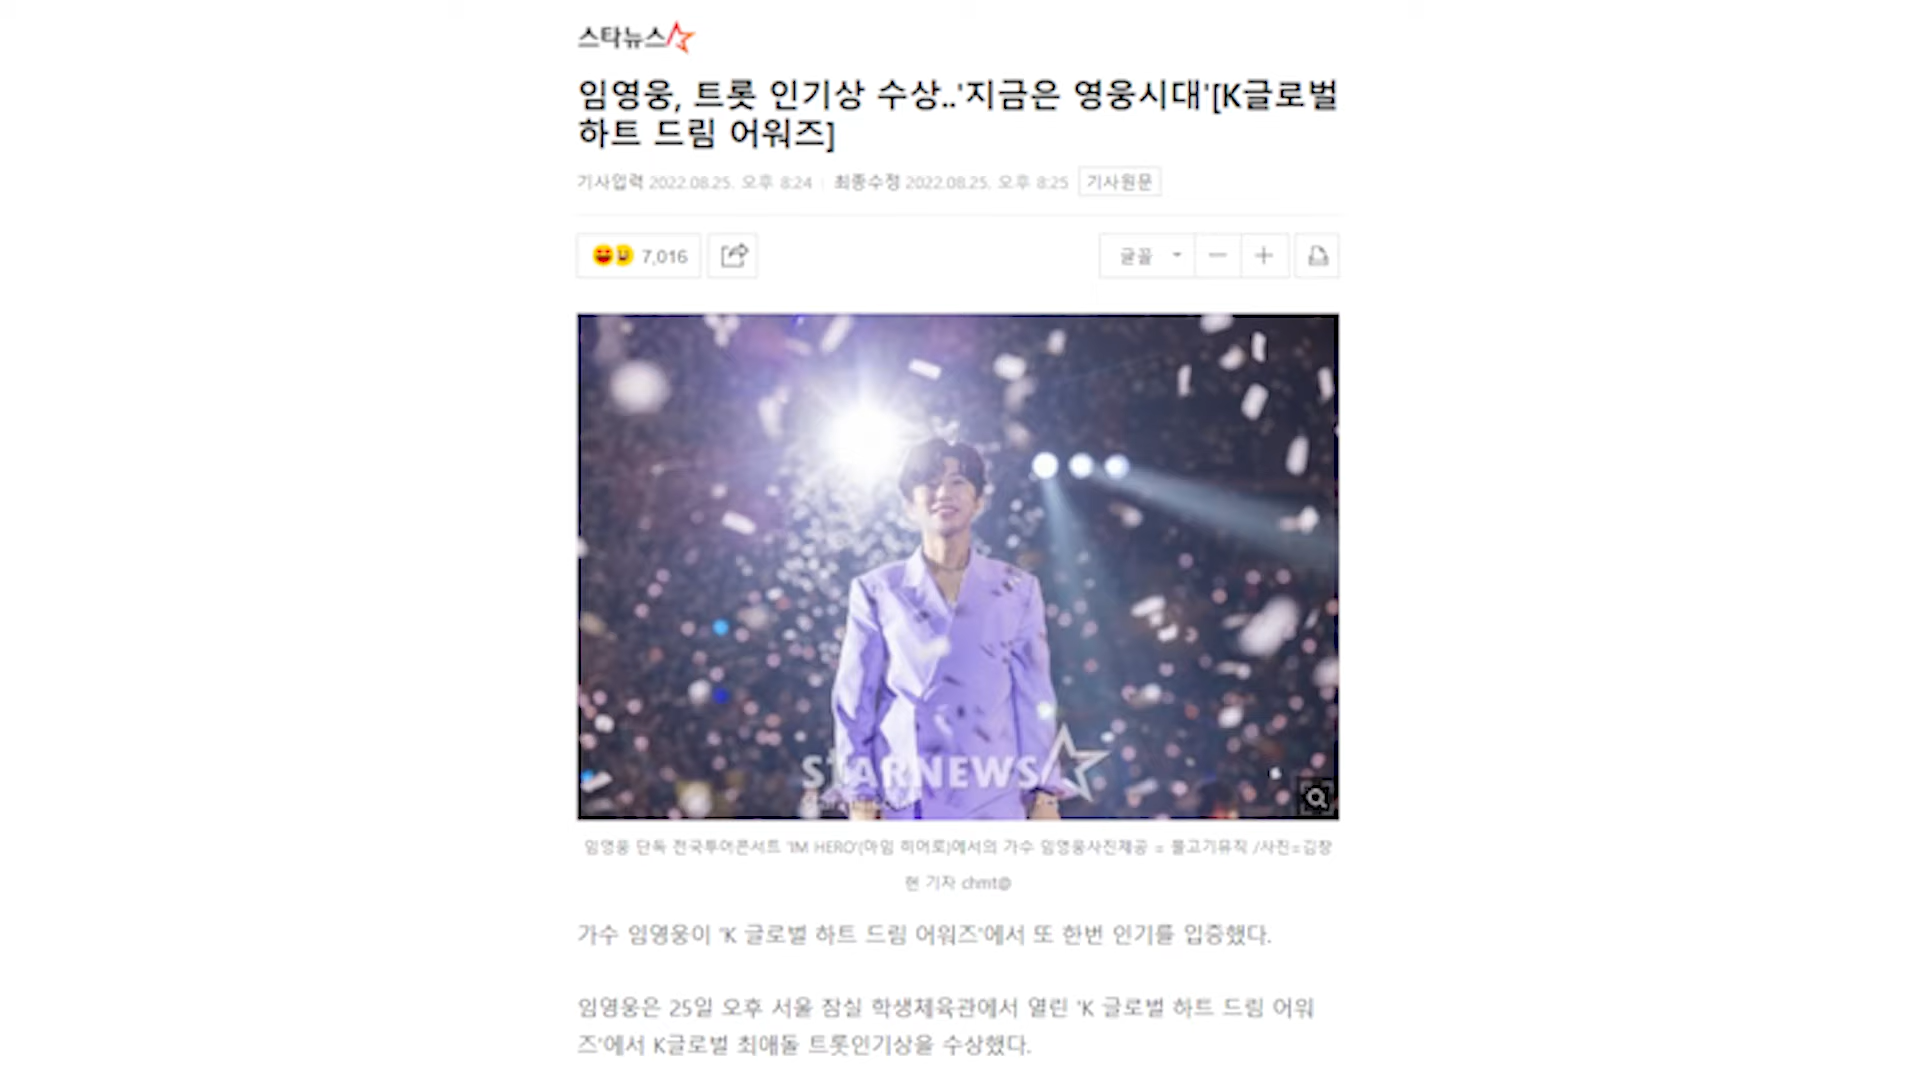 스타뉴스
임영웅, 트롯 인기상 수상..'지금은 영웅시대'[K글로벌
하트 드림 어워즈]
기사입력 2022.08.25. 오후 8:24 최종수정 2022.08.25. 오후 8:25 기사원문
7,016
글꼴
STARNEWS
임영웅 단독 전국투어콘서트 'IM HERO'(아임 히어로)에서의 가수 임영웅사진제공 = 물고기뮤직 /사진=김창
현 기자 chmt@
가수 임영웅이 'K 글로벌 하트 드림 어워즈'에서 또 한번 인기를 입증했다.
임영웅은 25일 오후 서울 잠실 학생체육관에서 열린 'K 글로벌 하트 드림 어워
즈'에서 K글로벌 최애돌 트롯인기상을 수상했다.